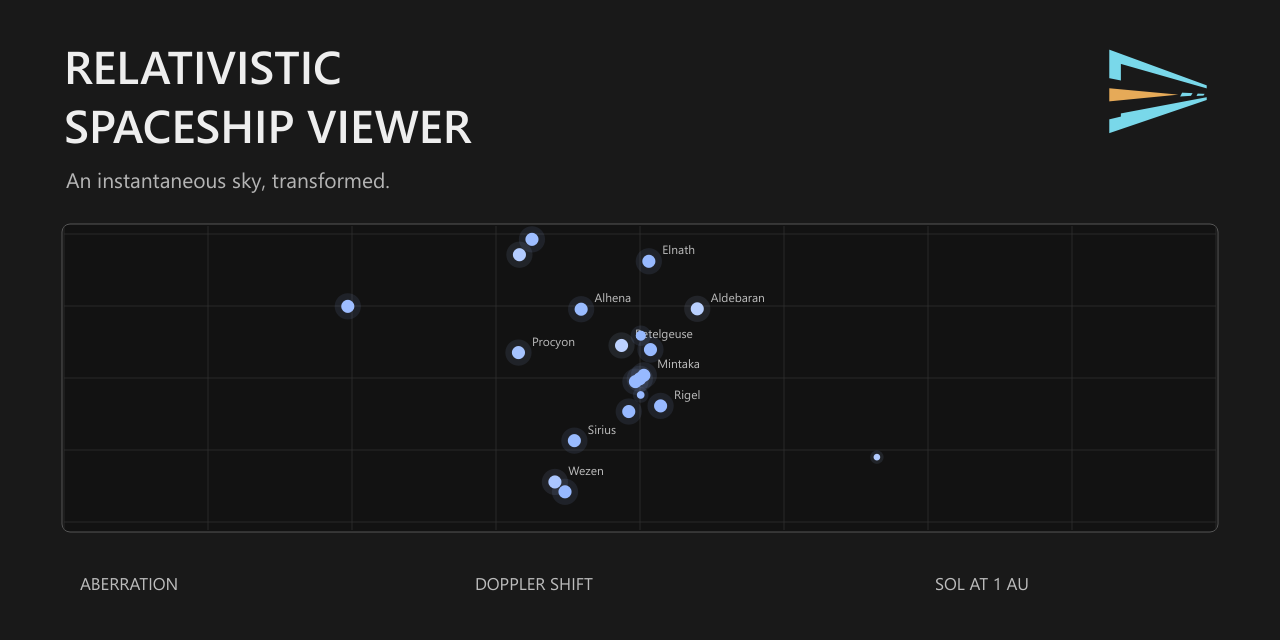 RELATIVISTIC
SPACESHIP VIEWER
An instantaneous sky, transformed.
Elnath
Alhena
Aldebaran
Betelgeuse
Procyon
Mintaka
Rigel
Sirius
Wezen
ABERRATION
DOPPLER SHIFT
SOL AT 1 AU